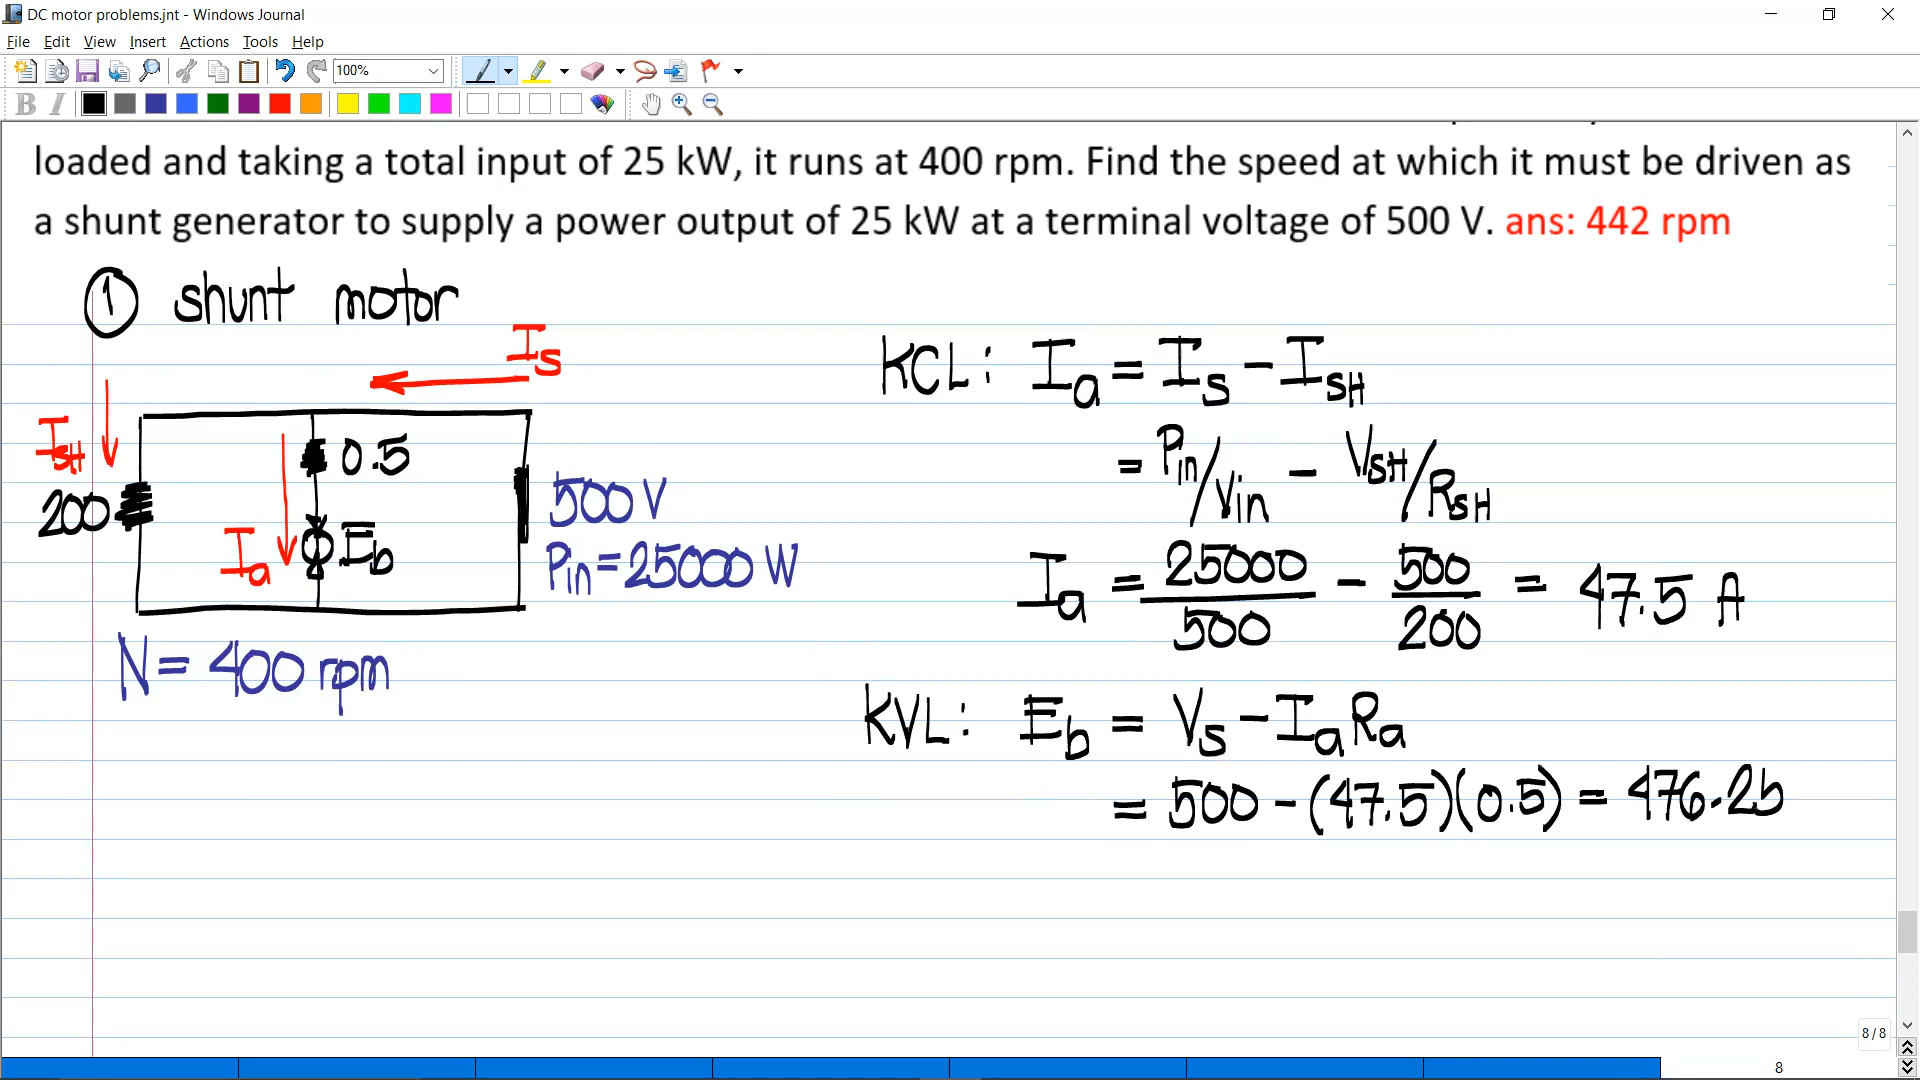 DC motor problems.jnt - Windows Journal
File Edit View Insert Actions Tools Help
100%
B I
loaded and taking a total input of 25 kW, it runs at 400 rpm. Find the speed at which it must be driven as
a shunt generator to supply a power output of 25 kW at a terminal voltage of 500 V. ans: 442 rpm
1 shunt motor
Is
ISH
200
0.5
Ia
Eb
500 V
Pin = 25000 W
N = 400 rpm
KCL: Ia = Is - ISH
= Pin/Vin - VSH/RSH
Ia = 25000/500 - 500/200 = 47.5 A
KVL: Eb = Vs - IaRa
= 500 - (47.5)(0.5) = 476.25
8 / 8
8